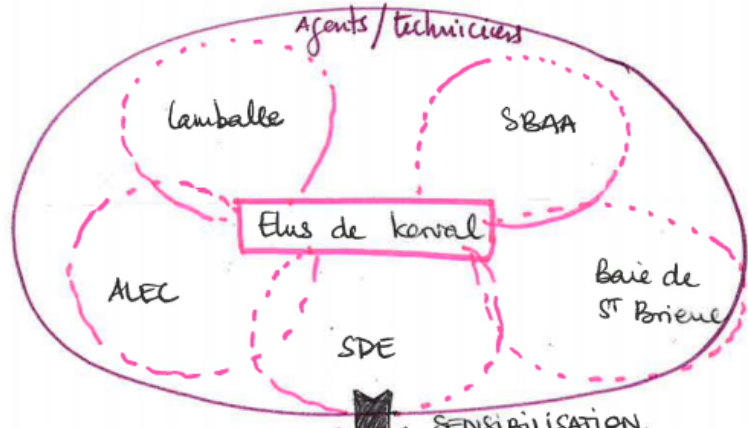 Agents/techniciens
Lamballe
SBAA
Elus de kerval
ALEC
Baie de
ST Brieuc
SDE
SENSIBILISATION